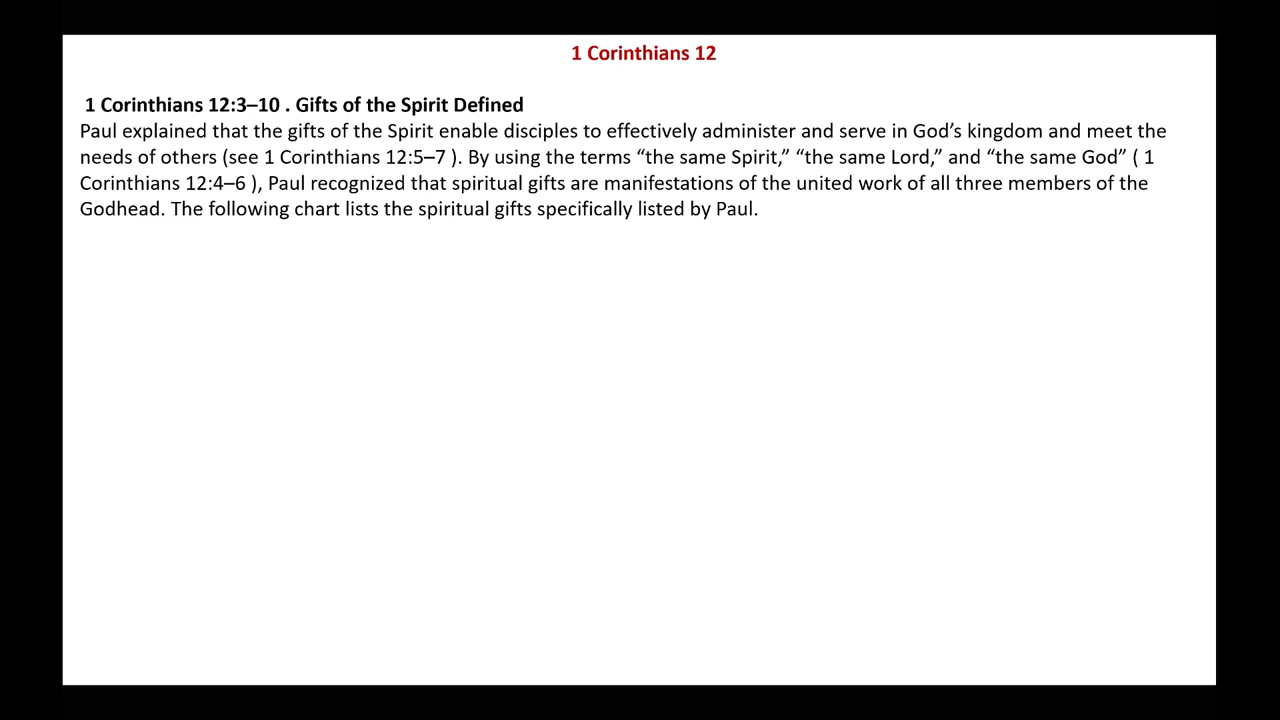 1 Corinthians 12
1 Corinthians 12:3–10 . Gifts of the Spirit Defined
Paul explained that the gifts of the Spirit enable disciples to effectively administer and serve in God’s kingdom and meet the
needs of others (see 1 Corinthians 12:5–7 ). By using the terms “the same Spirit,” “the same Lord,” and “the same God” ( 1
Corinthians 12:4–6 ), Paul recognized that spiritual gifts are manifestations of the united work of all three members of the
Godhead. The following chart lists the spiritual gifts specifically listed by Paul.